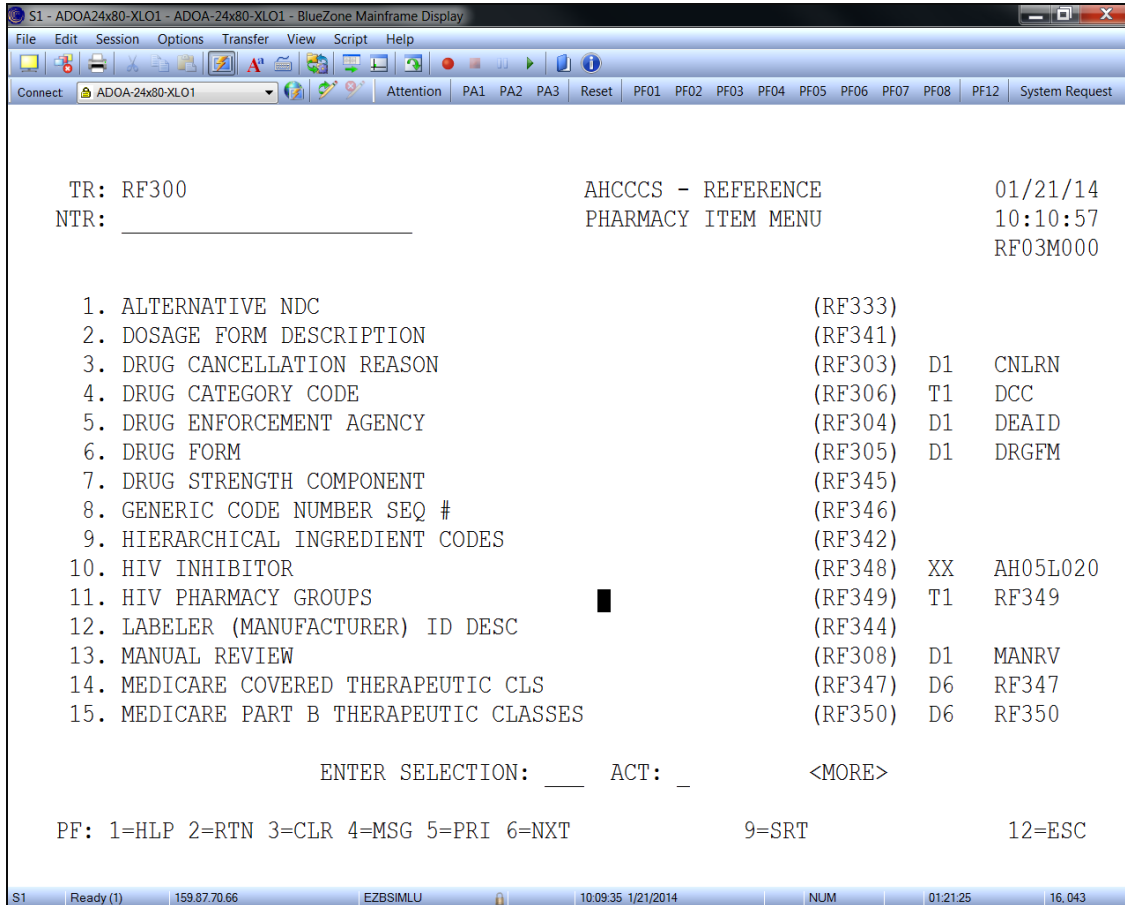 S1 - ADOA24x80-XLO1 - ADOA-24x80-XLO1 - BlueZone Mainframe Display
File Edit Session Options Transfer View Script Help
Connect ADOA-24x80-XLO1 Attention PA1 PA2 PA3 Reset PF01 PF02 PF03 PF04 PF05 PF06 PF07 PF08 PF12 System Request
TR: RF300 AHCCCS - REFERENCE 01/21/14
NTR: PHARMACY ITEM MENU 10:10:57
RF03M000
1. ALTERNATIVE NDC (RF333)
2. DOSAGE FORM DESCRIPTION (RF341)
3. DRUG CANCELLATION REASON (RF303) D1 CNLRN
4. DRUG CATEGORY CODE (RF306) T1 DCC
5. DRUG ENFORCEMENT AGENCY (RF304) D1 DEAID
6. DRUG FORM (RF305) D1 DRGFM
7. DRUG STRENGTH COMPONENT (RF345)
8. GENERIC CODE NUMBER SEQ # (RF346)
9. HIERARCHICAL INGREDIENT CODES (RF342)
10. HIV INHIBITOR (RF348) XX AH05L020
11. HIV PHARMACY GROUPS (RF349) T1 RF349
12. LABELER (MANUFACTURER) ID DESC (RF344)
13. MANUAL REVIEW (RF308) D1 MANRV
14. MEDICARE COVERED THERAPEUTIC CLS (RF347) D6 RF347
15. MEDICARE PART B THERAPEUTIC CLASSES (RF350) D6 RF350
ENTER SELECTION: ___ ACT: _ <MORE>
PF: 1=HLP 2=RTN 3=CLR 4=MSG 5=PRI 6=NXT 9=SRT 12=ESC
S1 Ready (1) 159.87.70.66 EZBSIMLU 10:09:35 1/21/2014 NUM 01:21:25 16, 043